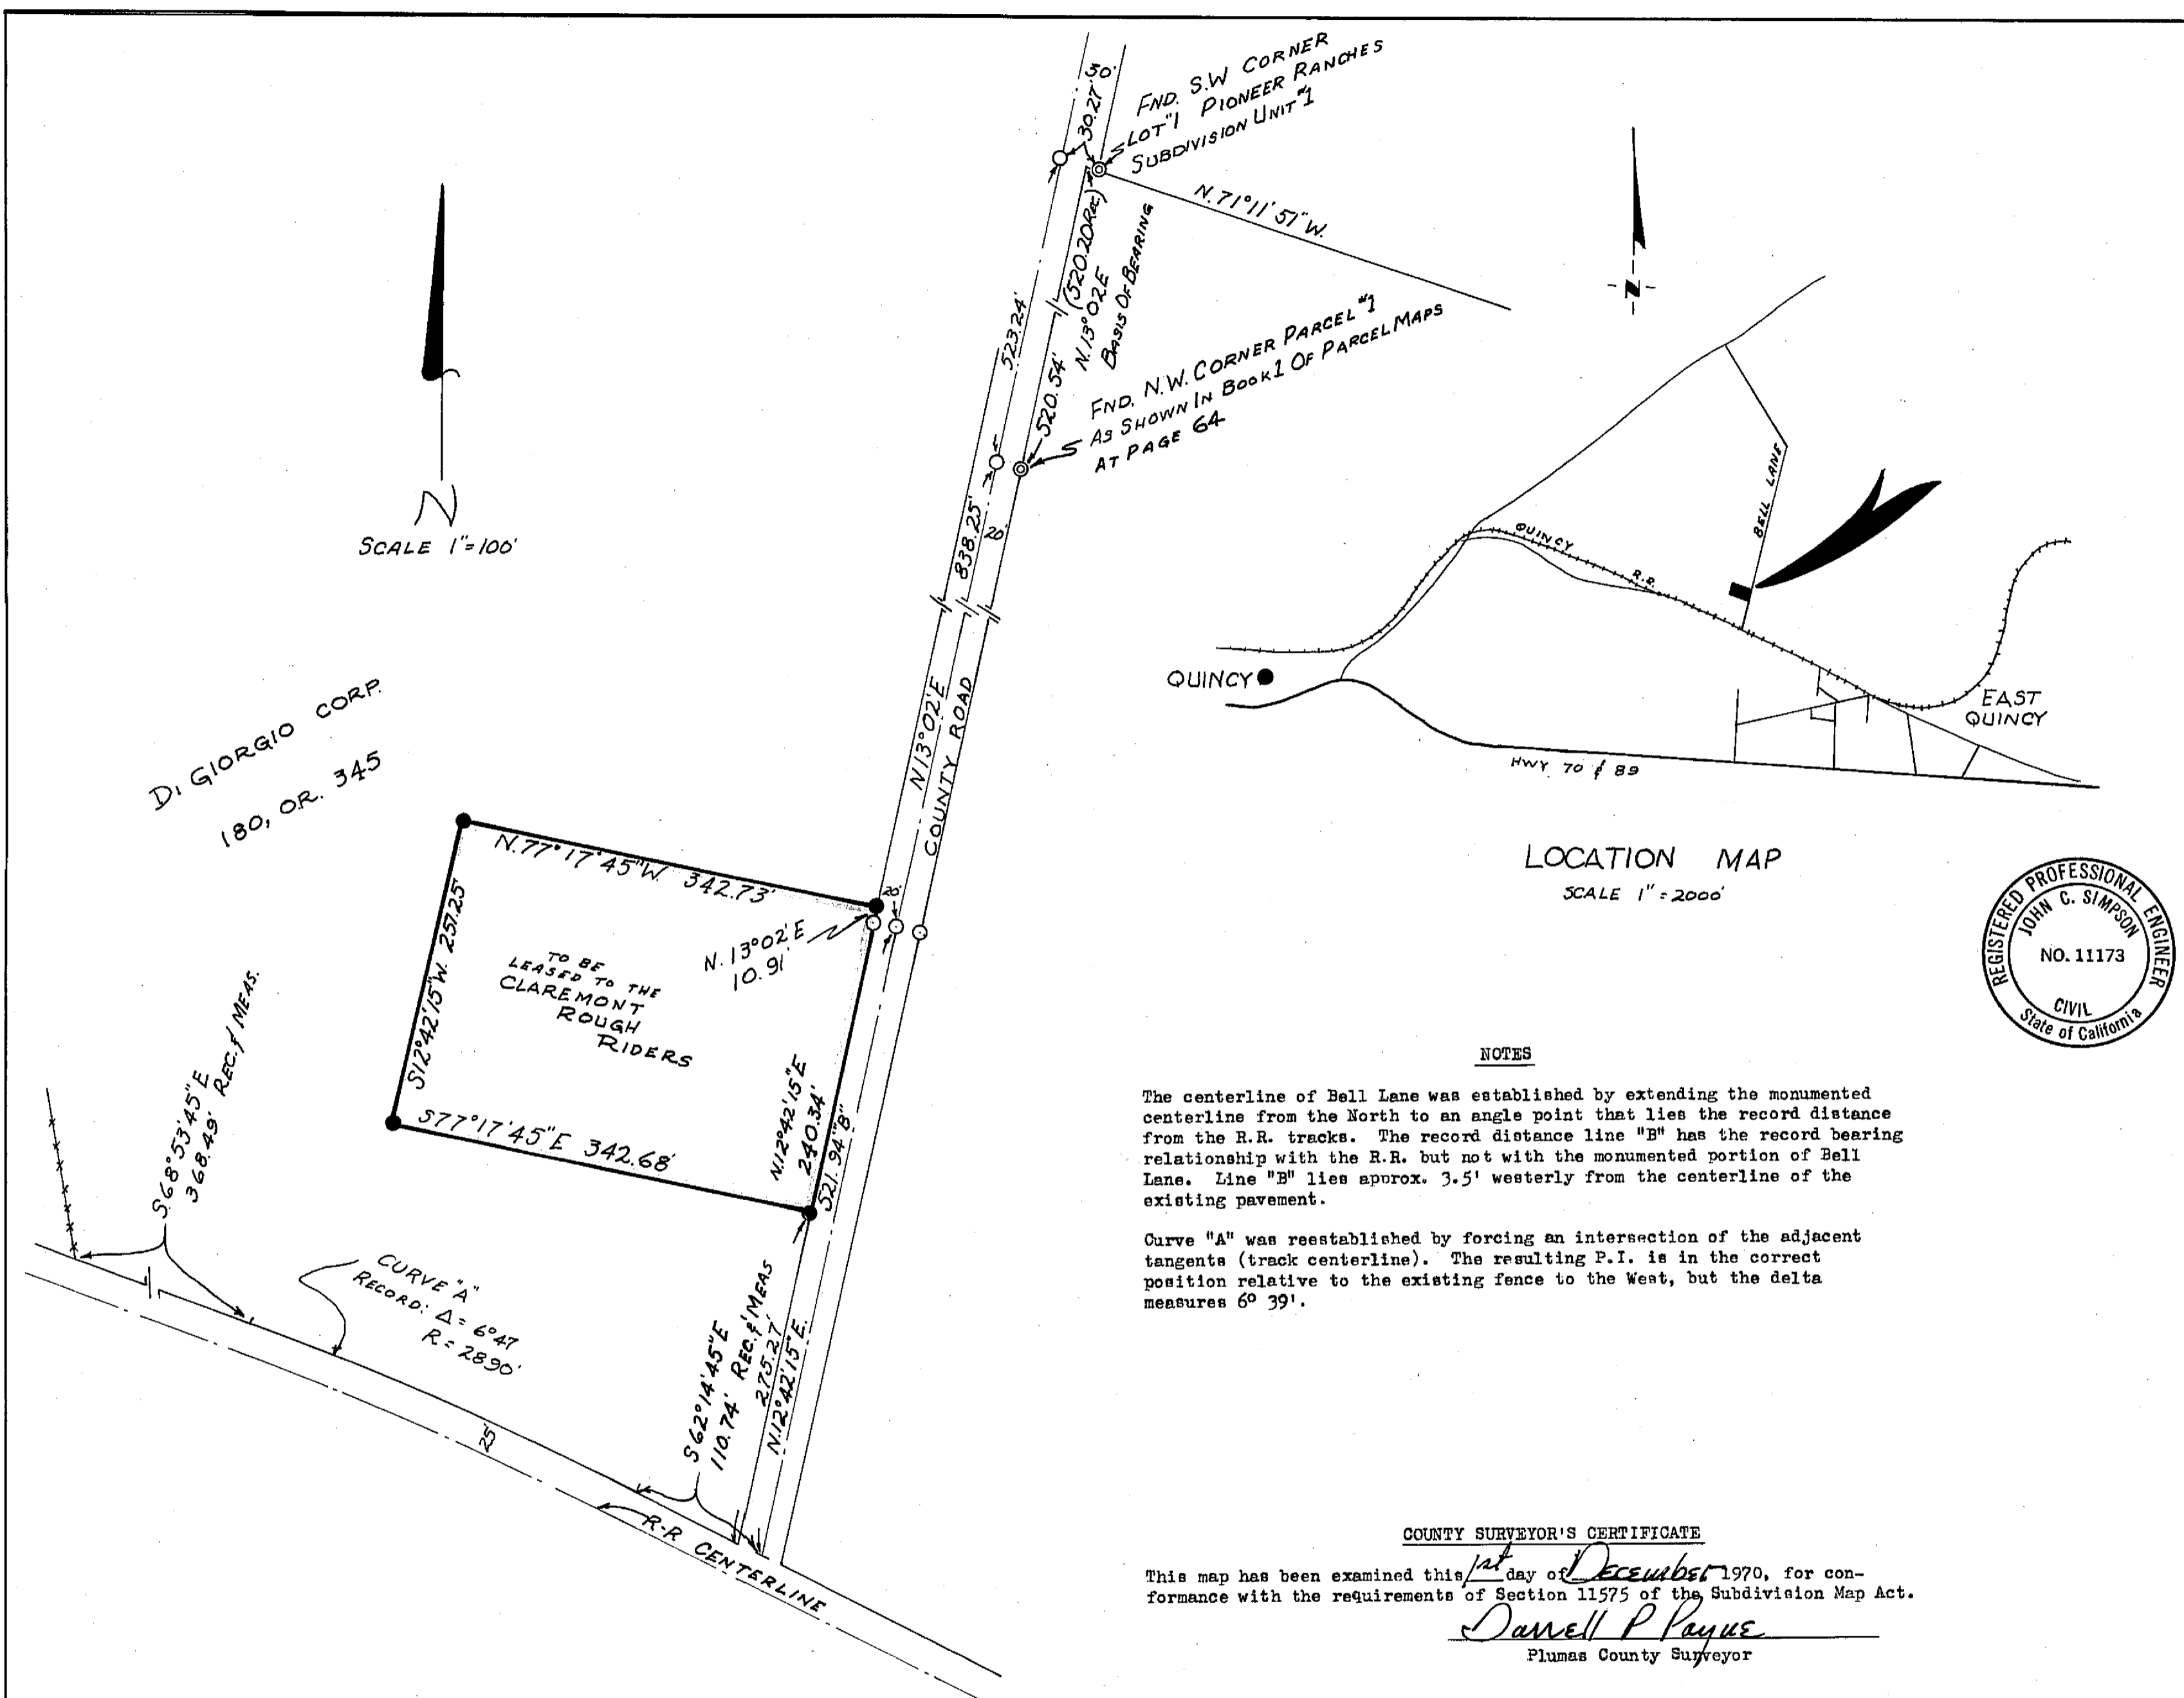 30'
30.27'
FND. S.W CORNER
LOT #1 PIONEER RANCHES
SUBDIVISION UNIT #1
N.71°11'51"W.
(520.20 REC.)
N.13°02'E
BASIS OF BEARING
523.24'
520.54'
FND. N.W. CORNER PARCEL #1
AS SHOWN IN BOOK 1 OF PARCEL MAPS
AT PAGE 64
838.25'
20'
N
SCALE 1"=100'
N13°02'E
COUNTY ROAD
DI GIORGIO CORP.
180, O.R. 345
N.77°17'45"W. 342.73'
20'
N.13°02'E
10.91'
S12°42'15"W. 257.25'
TO BE
LEASED TO THE
CLAREMONT
ROUGH
RIDERS
N.12°42'15"E
240.34'
521.94' "B"
S77°17'45"E 342.68'
S.68°53'45"E
368.49' REC. & MEAS.
CURVE "A"
RECORD: Δ = 6°47
R = 2890'
S62°14'45"E
110.74' REC. & MEAS
275.27'
N.12°42'15"E.
25'
R-R CENTERLINE
N
BELL LANE
QUINCY
R.R.
QUINCY
EAST
QUINCY
HWY. 70 & 89
LOCATION MAP
SCALE 1" = 2000'
REGISTERED PROFESSIONAL ENGINEER
JOHN C. SIMPSON
NO. 11173
CIVIL
State of California
NOTES
The centerline of Bell Lane was established by extending the monumented
centerline from the North to an angle point that lies the record distance
from the R.R. tracks. The record distance line "B" has the record bearing
relationship with the R.R. but not with the monumented portion of Bell
Lane. Line "B" lies approx. 3.5' westerly from the centerline of the
existing pavement.
Curve "A" was reestablished by forcing an intersection of the adjacent
tangents (track centerline). The resulting P.I. is in the correct
position relative to the existing fence to the West, but the delta
measures 6° 39'.
COUNTY SURVEYOR'S CERTIFICATE
This map has been examined this 1st day of December 1970, for con-
formance with the requirements of Section 11575 of the Subdivision Map Act.
Darrell P Payne
Plumas County Surveyor